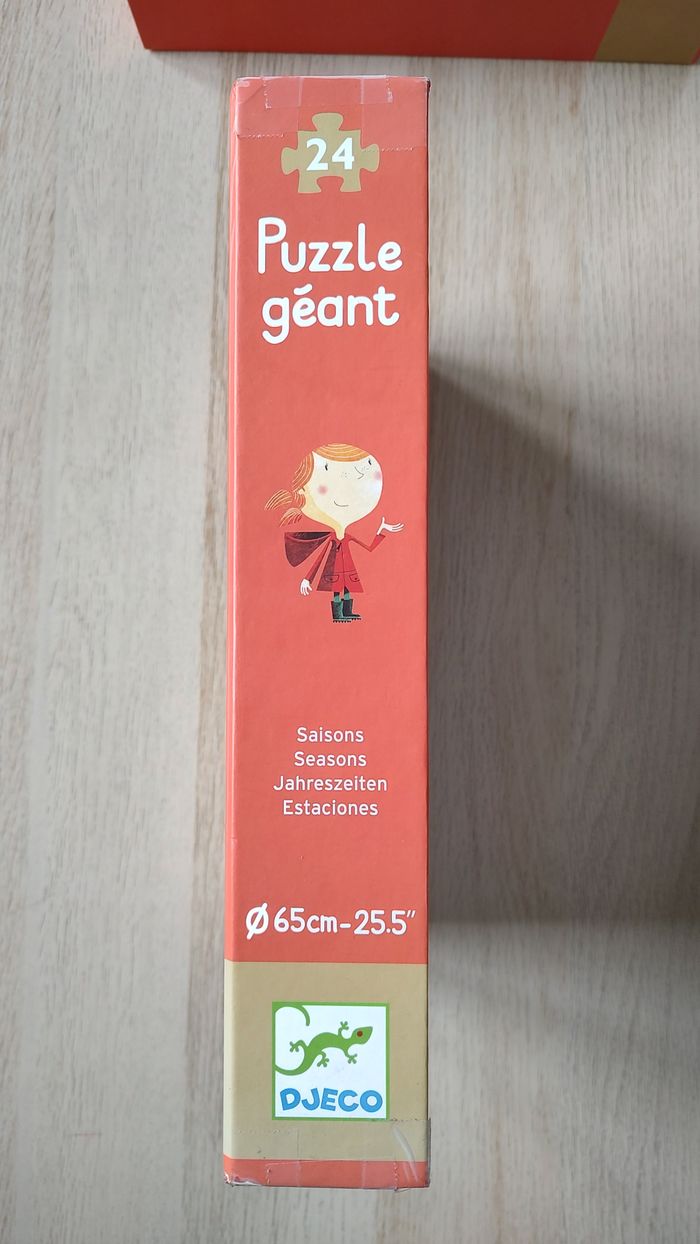 24
Puzzle
géant
Saisons
Seasons
Jahreszeiten
Estaciones
Ø65cm-25.5"
DJECO